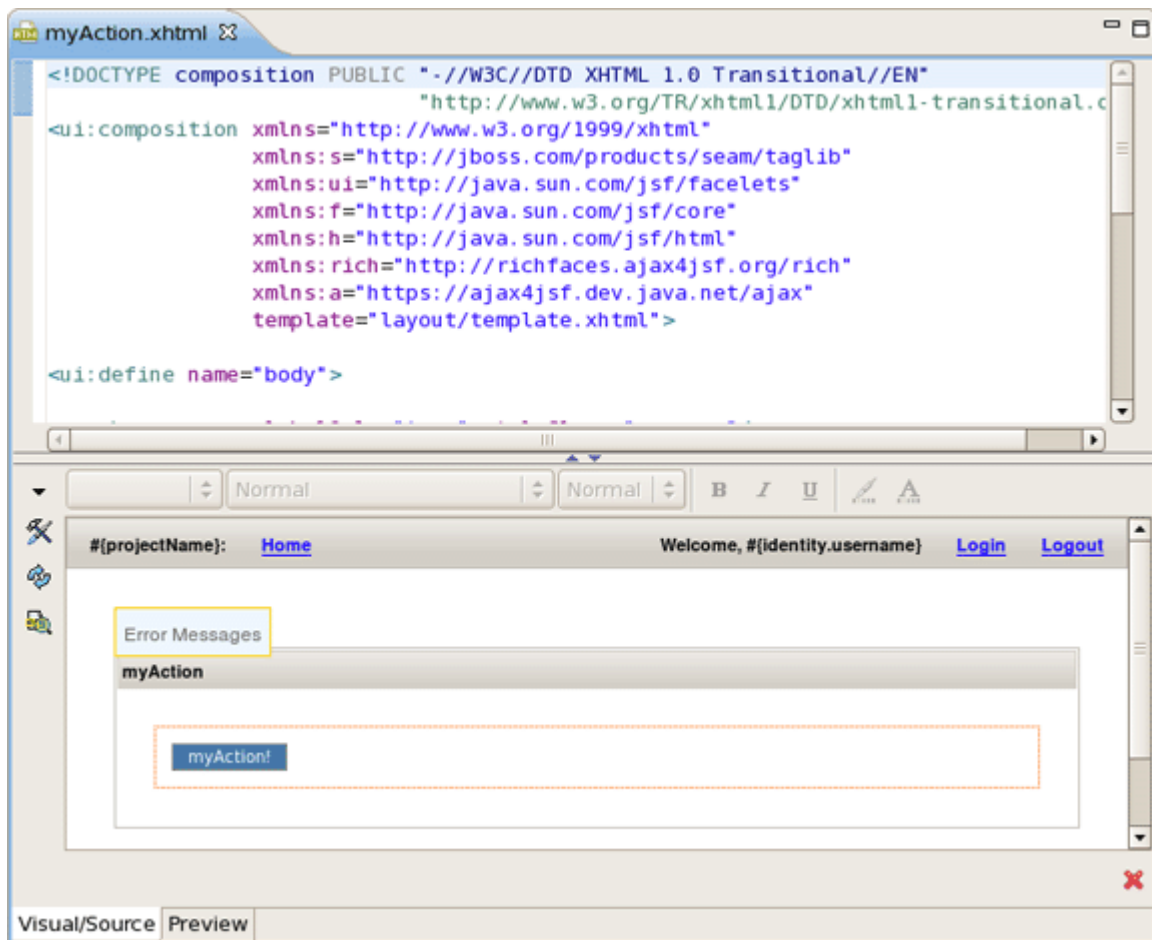 myAction.xhtml
<!DOCTYPE composition PUBLIC "-//W3C//DTD XHTML 1.0 Transitional//EN"
"http://www.w3.org/TR/xhtml1/DTD/xhtml1-transitional.
<ui:composition xmlns="http://www.w3.org/1999/xhtml"
xmlns:s="http://jboss.com/products/seam/taglib"
xmlns:ui="http://java.sun.com/jsf/facelets"
xmlns:f="http://java.sun.com/jsf/core"
xmlns:h="http://java.sun.com/jsf/html"
xmlns:rich="http://richfaces.ajax4jsf.org/rich"
xmlns:a="https://ajax4jsf.dev.java.net/ajax"
template="layout/template.xhtml">
<ui:define name="body">
Normal Normal B I U A
#{projectName}: Home Welcome, #{identity.username} Login Logout
Error Messages
myAction
myAction!
Visual/Source Preview